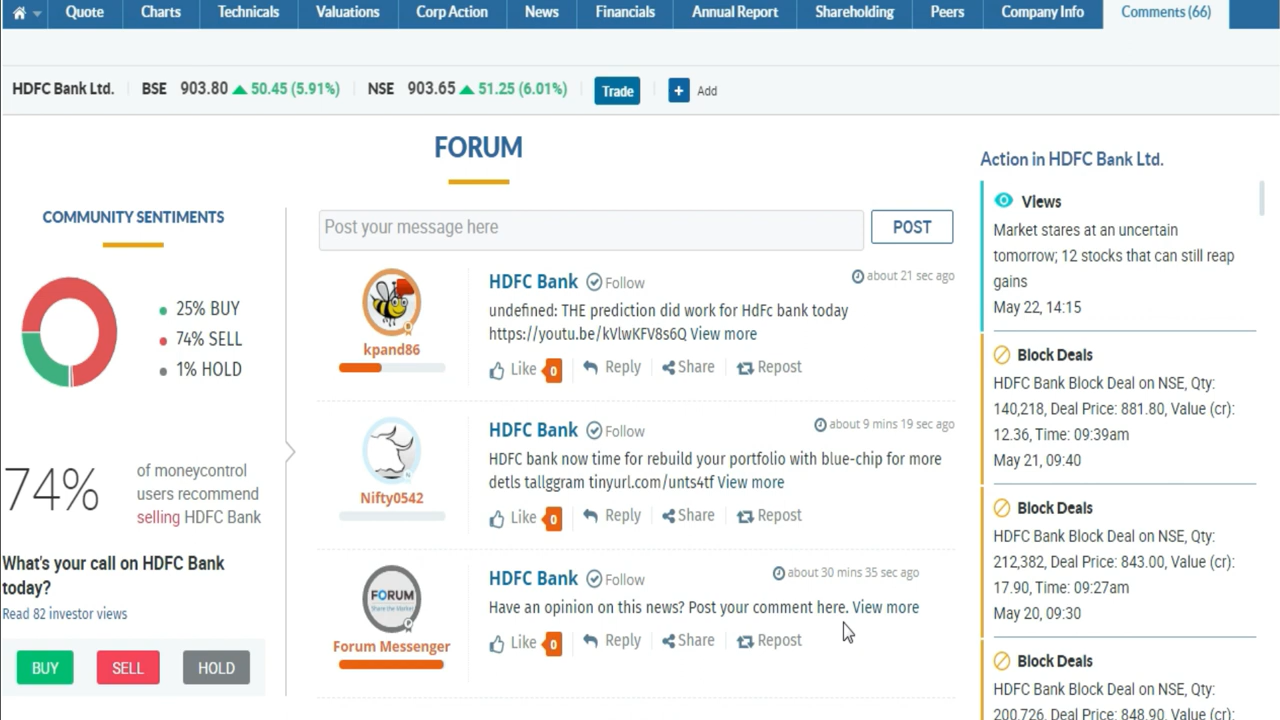 Quote
Charts
Technicals
Valuations
Corp Action
News
Financials
Annual Report
Shareholding
Peers
Company Info
Comments (66)
HDFC Bank Ltd. BSE 903.80 50.45 (5.91%) NSE 903.65 51.25 (6.01%) Trade + Add
FORUM
COMMUNITY SENTIMENTS
25% BUY
74% SELL
1% HOLD
74%
of moneycontrol
users recommend
selling HDFC Bank
What's your call on HDFC Bank
today?
Read 82 investor views
BUY
SELL
HOLD
Post your message here
POST
kpand86
HDFC Bank Follow
about 21 sec ago
undefined: THE prediction did work for HdFc bank today
https://youtu.be/kVlwKFV8s6Q View more
Like 0 Reply Share Repost
Nifty0542
HDFC Bank Follow
about 9 mins 19 sec ago
HDFC bank now time for rebuild your portfolio with blue-chip for more
detls tallggram tinyurl.com/unts4tf View more
Like 0 Reply Share Repost
FORUM
Share the Market
Forum Messenger
HDFC Bank Follow
about 30 mins 35 sec ago
Have an opinion on this news? Post your comment here. View more
Like 0 Reply Share Repost
Action in HDFC Bank Ltd.
Views
Market stares at an uncertain
tomorrow; 12 stocks that can still reap
gains
May 22, 14:15
Block Deals
HDFC Bank Block Deal on NSE, Qty:
140,218, Deal Price: 881.80, Value (cr):
12.36, Time: 09:39am
May 21, 09:40
Block Deals
HDFC Bank Block Deal on NSE, Qty:
212,382, Deal Price: 843.00, Value (cr):
17.90, Time: 09:27am
May 20, 09:30
Block Deals
HDFC Bank Block Deal on NSE, Qty:
200,726, Deal Price: 848.90, Value (cr):